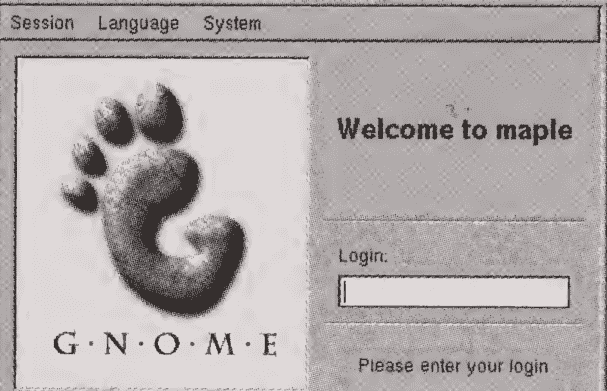 Session Language System
Welcome to maple
Login:
G·N·O·M·E
Please enter your login